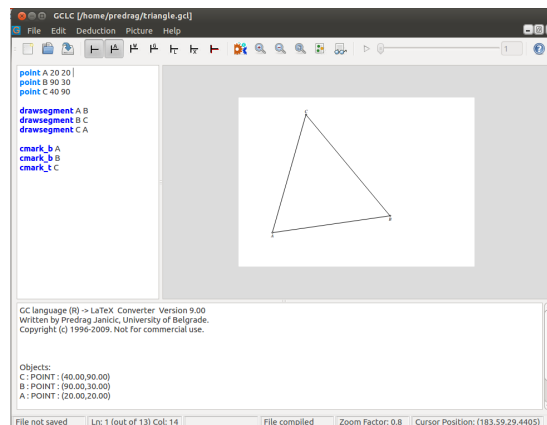 GCLC [/home/predrag/triangle.gcl]
File Edit Deduction Picture Help
1
point A 20 20
point B 90 30
point C 40 90
drawsegment A B
drawsegment B C
drawsegment C A
cmark_b A
cmark_b B
cmark_t C
C
B
A
GC language (R) -> LaTeX Converter Version 9.00
Written by Predrag Janicic, University of Belgrade.
Copyright (c) 1996-2009. Not for commercial use.
Objects:
C : POINT : (40.00,90.00)
B : POINT : (90.00,30.00)
A : POINT : (20.00,20.00)
File not saved Ln: 1 (out of 13) Col: 14 File compiled Zoom Factor: 0.8 Cursor Position: (183.59,29.4405)